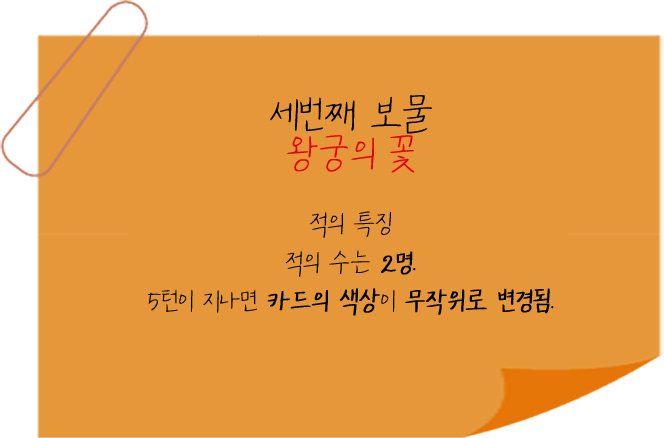 세번째 보물
왕궁의 꽃
적의 특징
적의 수는 2명.
5턴이 지나면 카드의 색상이 무작위로 변경됨.